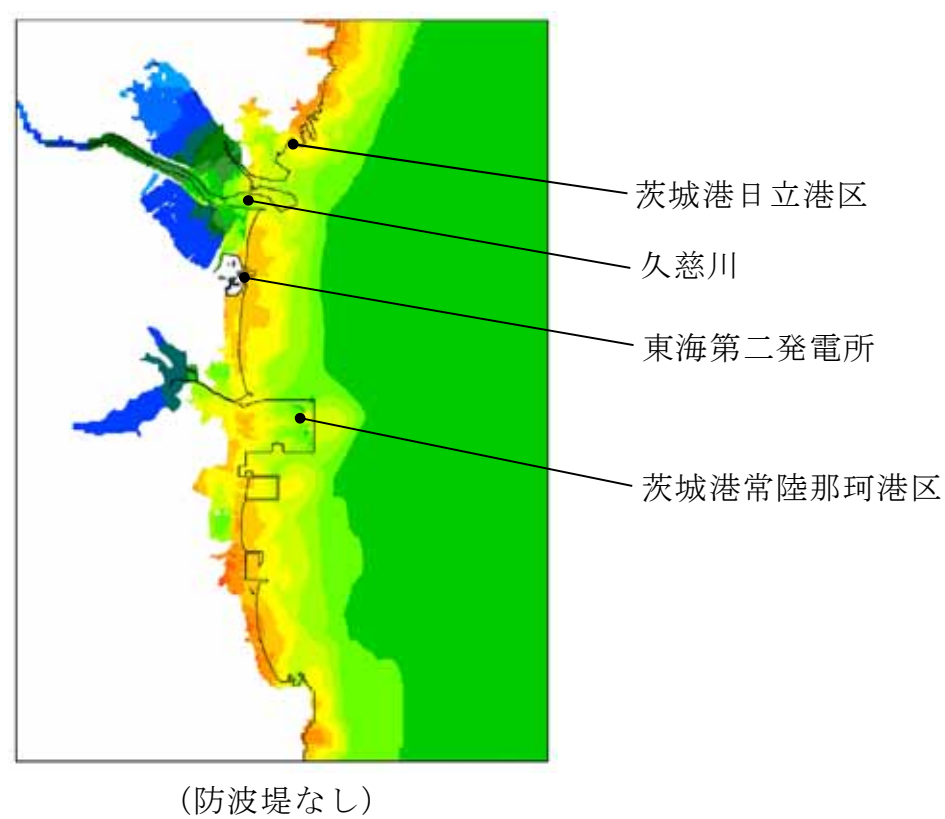 茨城港日立港区
久慈川
東海第二発電所
茨城港常陸那珂港区
(防波堤なし)